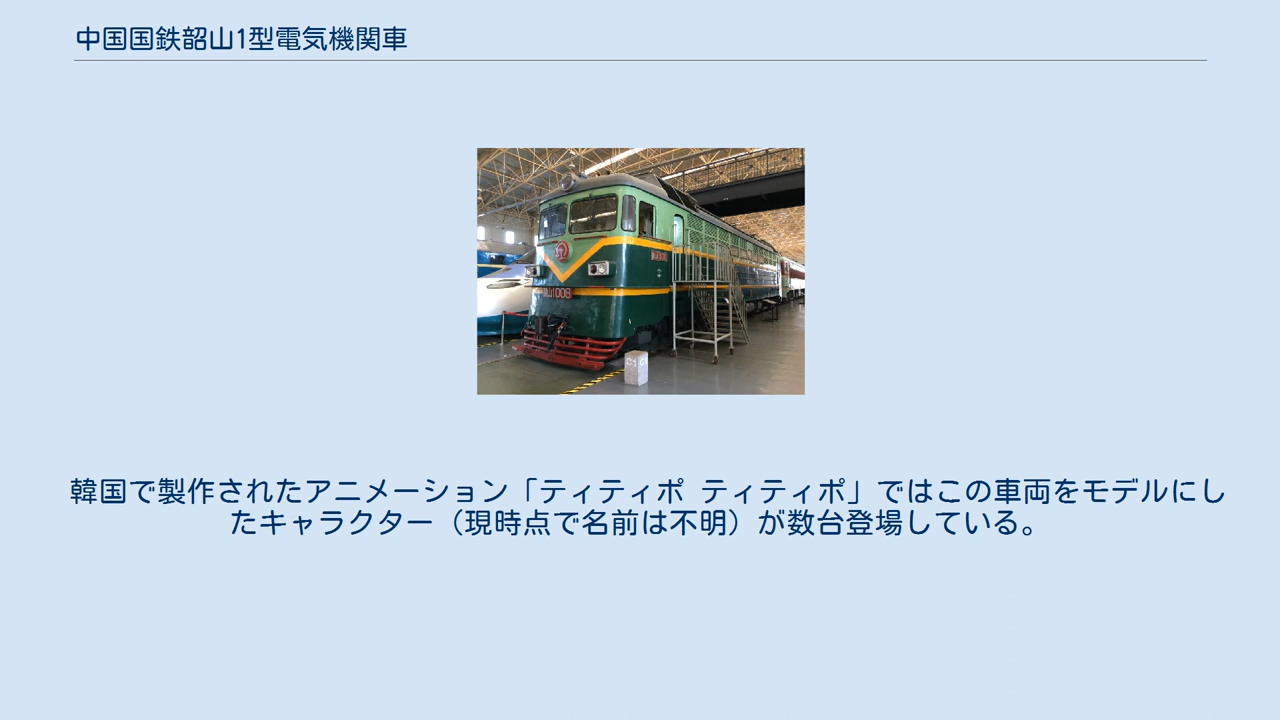 中国国鉄韶山1型電気機関車
韓国で製作されたアニメーション「ティティポ ティティポ」ではこの車両をモデルにし
たキャラクター（現時点で名前は不明）が数台登場している。